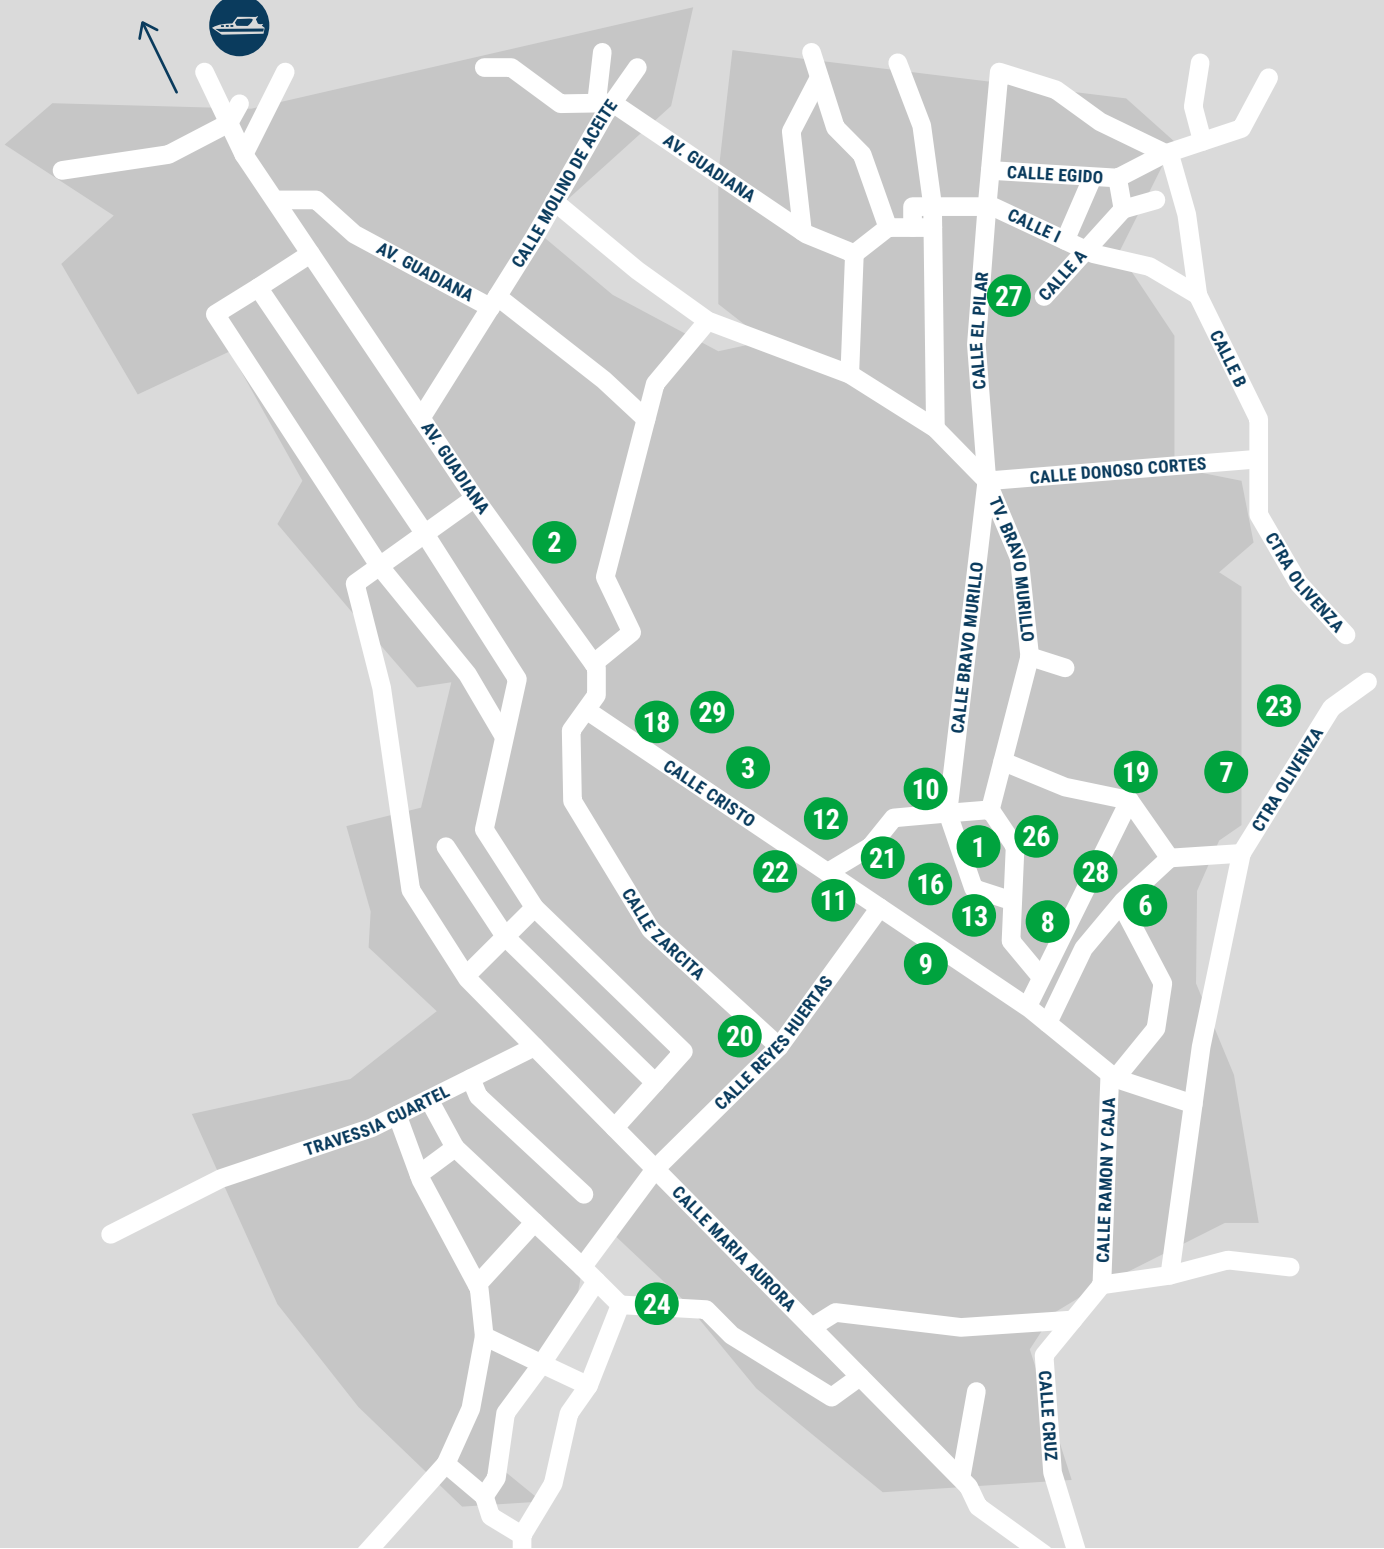 CALLE MOLINO DE ACEITE
AV. GUADIANA
CALLE EGIDO
CALLE I
CALLE A
AV. GUADIANA
CALLE EL PILAR
27
CALLE B
AV. GUADIANA
CALLE DONOSO CORTES
TV. BRAVO MURILLO
2
CTRA OLIVENZA
CALLE BRAVO MURILLO
18
29
23
3
CALLE CRISTO
10
19
7
CTRA OLIVENZA
12
26
1
21
22
16
28
11
13
8
6
CALLE ZARCITA
9
20
CALLE REYES HUERTAS
TRAVESSIA CUARTEL
CALLE RAMON Y CAJA
CALLE MARIA AURORA
24
CALLE CRUZ